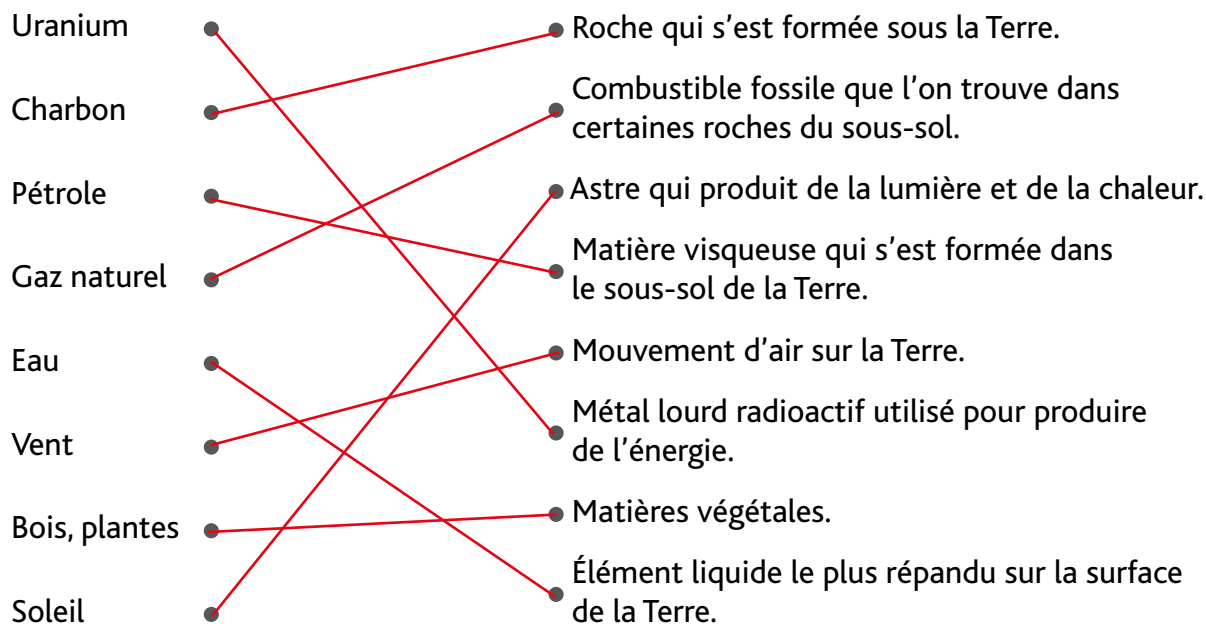 Uranium
Charbon
Pétrole
Gaz naturel
Eau
Vent
Bois, plantes
Soleil
Roche qui s’est formée sous la Terre.
Combustible fossile que l’on trouve dans
certaines roches du sous-sol.
Astre qui produit de la lumière et de la chaleur.
Matière visqueuse qui s’est formée dans
le sous-sol de la Terre.
Mouvement d’air sur la Terre.
Métal lourd radioactif utilisé pour produire
de l’énergie.
Matières végétales.
Élément liquide le plus répandu sur la surface
de la Terre.